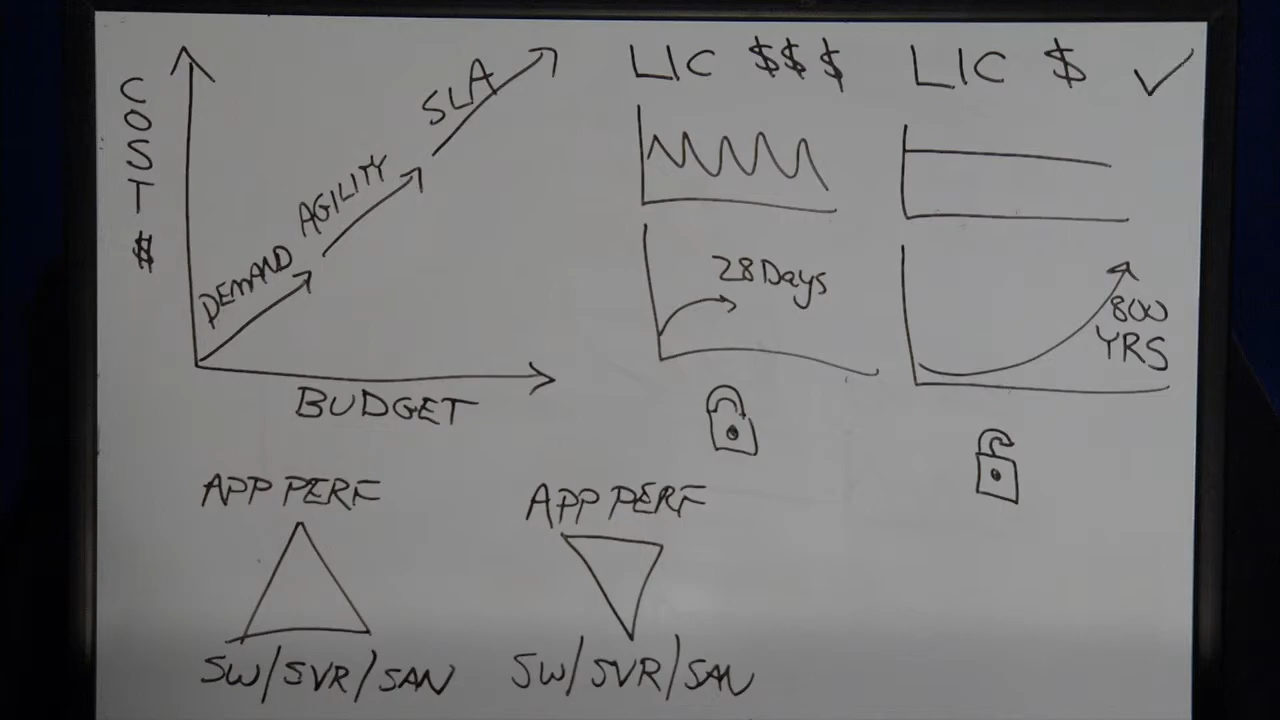 COST $
DEMAND
AGILITY
SLA
BUDGET
LIC $$$
LIC $ ✓
28 Days
800
YRS
APP PERF
SW/SVR/SAN
APP PERF
SW/SVR/SAN